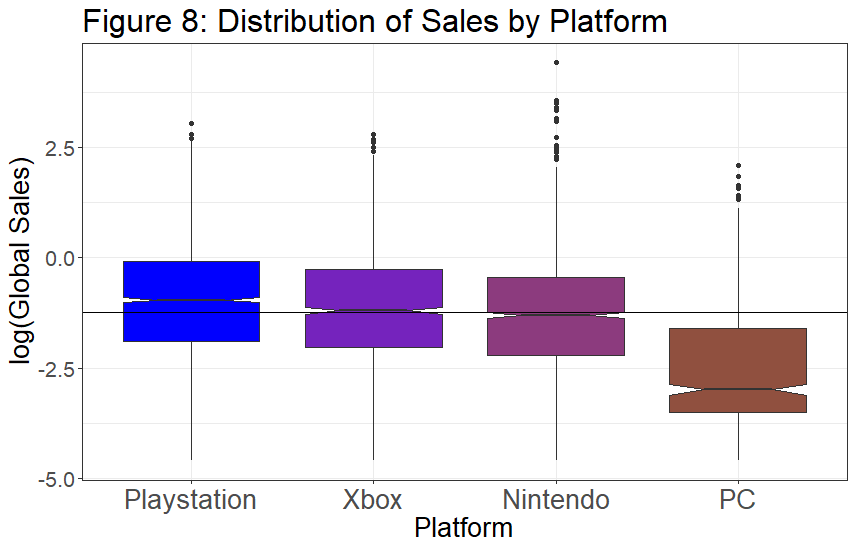 Figure 8: Distribution of Sales by Platform
log(Global Sales)
2.5
0.0
-2.5
-5.0
Playstation Xbox Nintendo PC
Platform